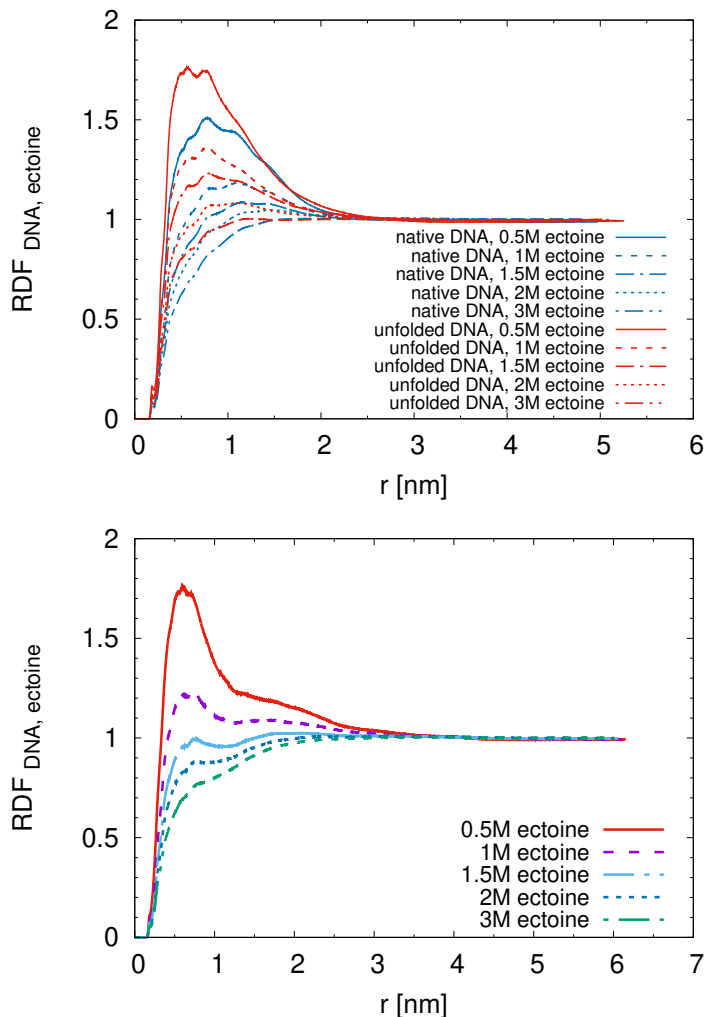 2
1.5
1
0.5
0
RDF DNA, ectoine
native DNA, 0.5M ectoine
native DNA, 1M ectoine
native DNA, 1.5M ectoine
native DNA, 2M ectoine
native DNA, 3M ectoine
unfolded DNA, 0.5M ectoine
unfolded DNA, 1M ectoine
unfolded DNA, 1.5M ectoine
unfolded DNA, 2M ectoine
unfolded DNA, 3M ectoine
0 1 2 3 4 5 6
r [nm]
2
1.5
1
0.5
0
RDF DNA, ectoine
0.5M ectoine
1M ectoine
1.5M ectoine
2M ectoine
3M ectoine
0 1 2 3 4 5 6 7
r [nm]